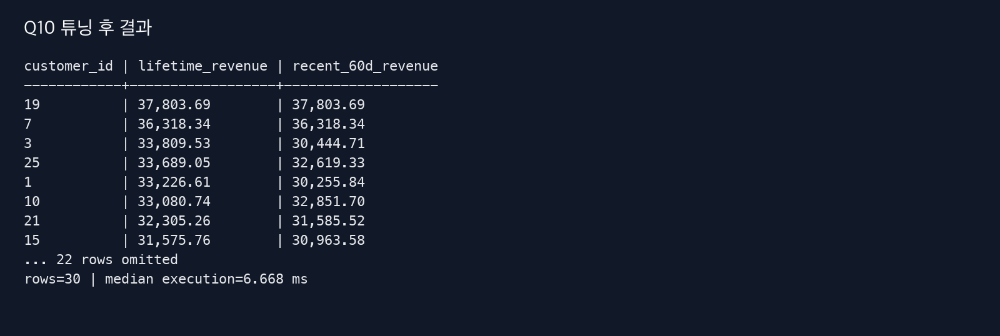 Q10 튜닝 후 결과
customer_id | lifetime_revenue | recent_60d_revenue
------------+------------------+-------------------
19          | 37,803.69        | 37,803.69
7           | 36,318.34        | 36,318.34
3           | 33,809.53        | 30,444.71
25          | 33,689.05        | 32,619.33
1           | 33,226.61        | 30,255.84
10          | 33,080.74        | 32,851.70
21          | 32,305.26        | 31,585.52
15          | 31,575.76        | 30,963.58
... 22 rows omitted
rows=30 | median execution=6.668 ms